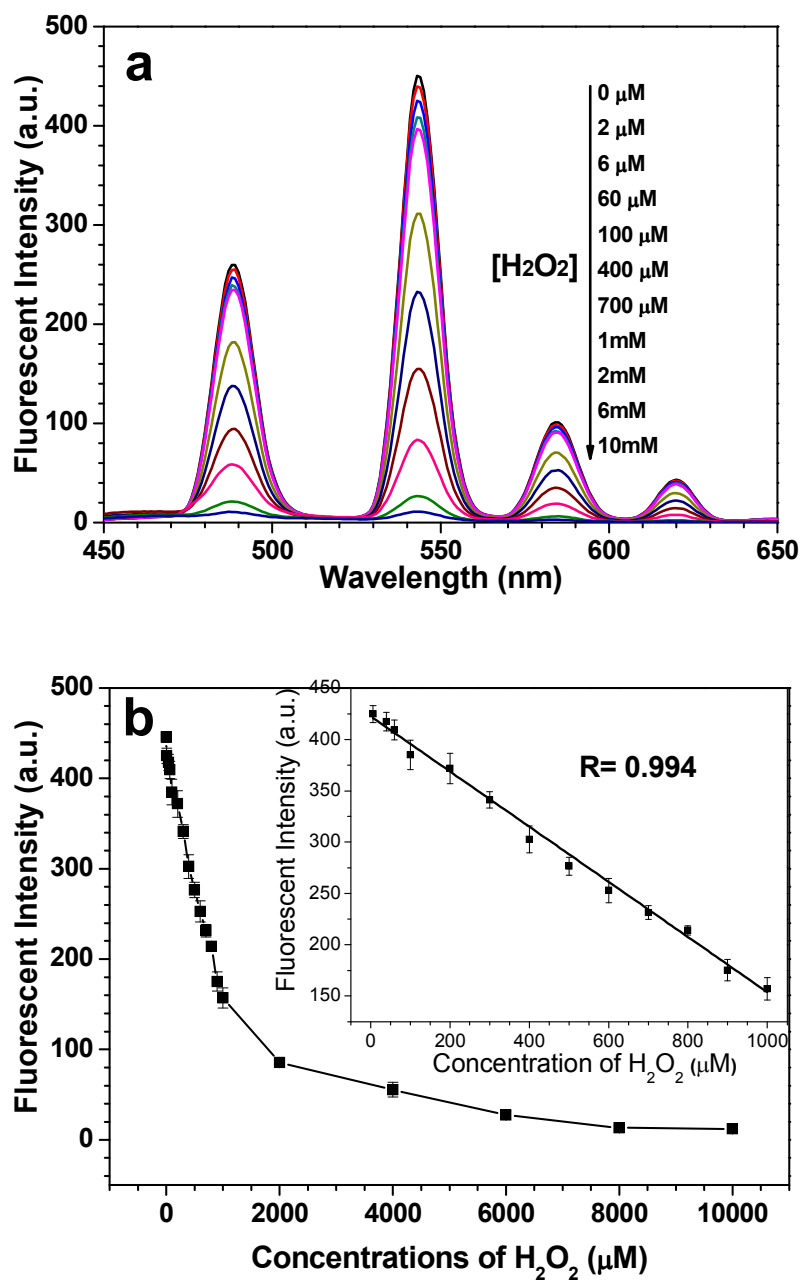 a
500
400
300
200
100
0
Fluorescent Intensity (a.u.)
[H2O2]
0 μM
2 μM
6 μM
60 μM
100 μM
400 μM
700 μM
1mM
2mM
6mM
10mM
450 500 550 600 650
Wavelength (nm)
b
500
400
300
200
100
0
Fluorescent Intensity (a.u.)
450
400
350
300
250
200
150
Fluorescent Intensity (a.u.)
R= 0.994
0 200 400 600 800 1000
Concentration of H₂O₂ (μM)
0 2000 4000 6000 8000 10000
Concentrations of H₂O₂ (μM)